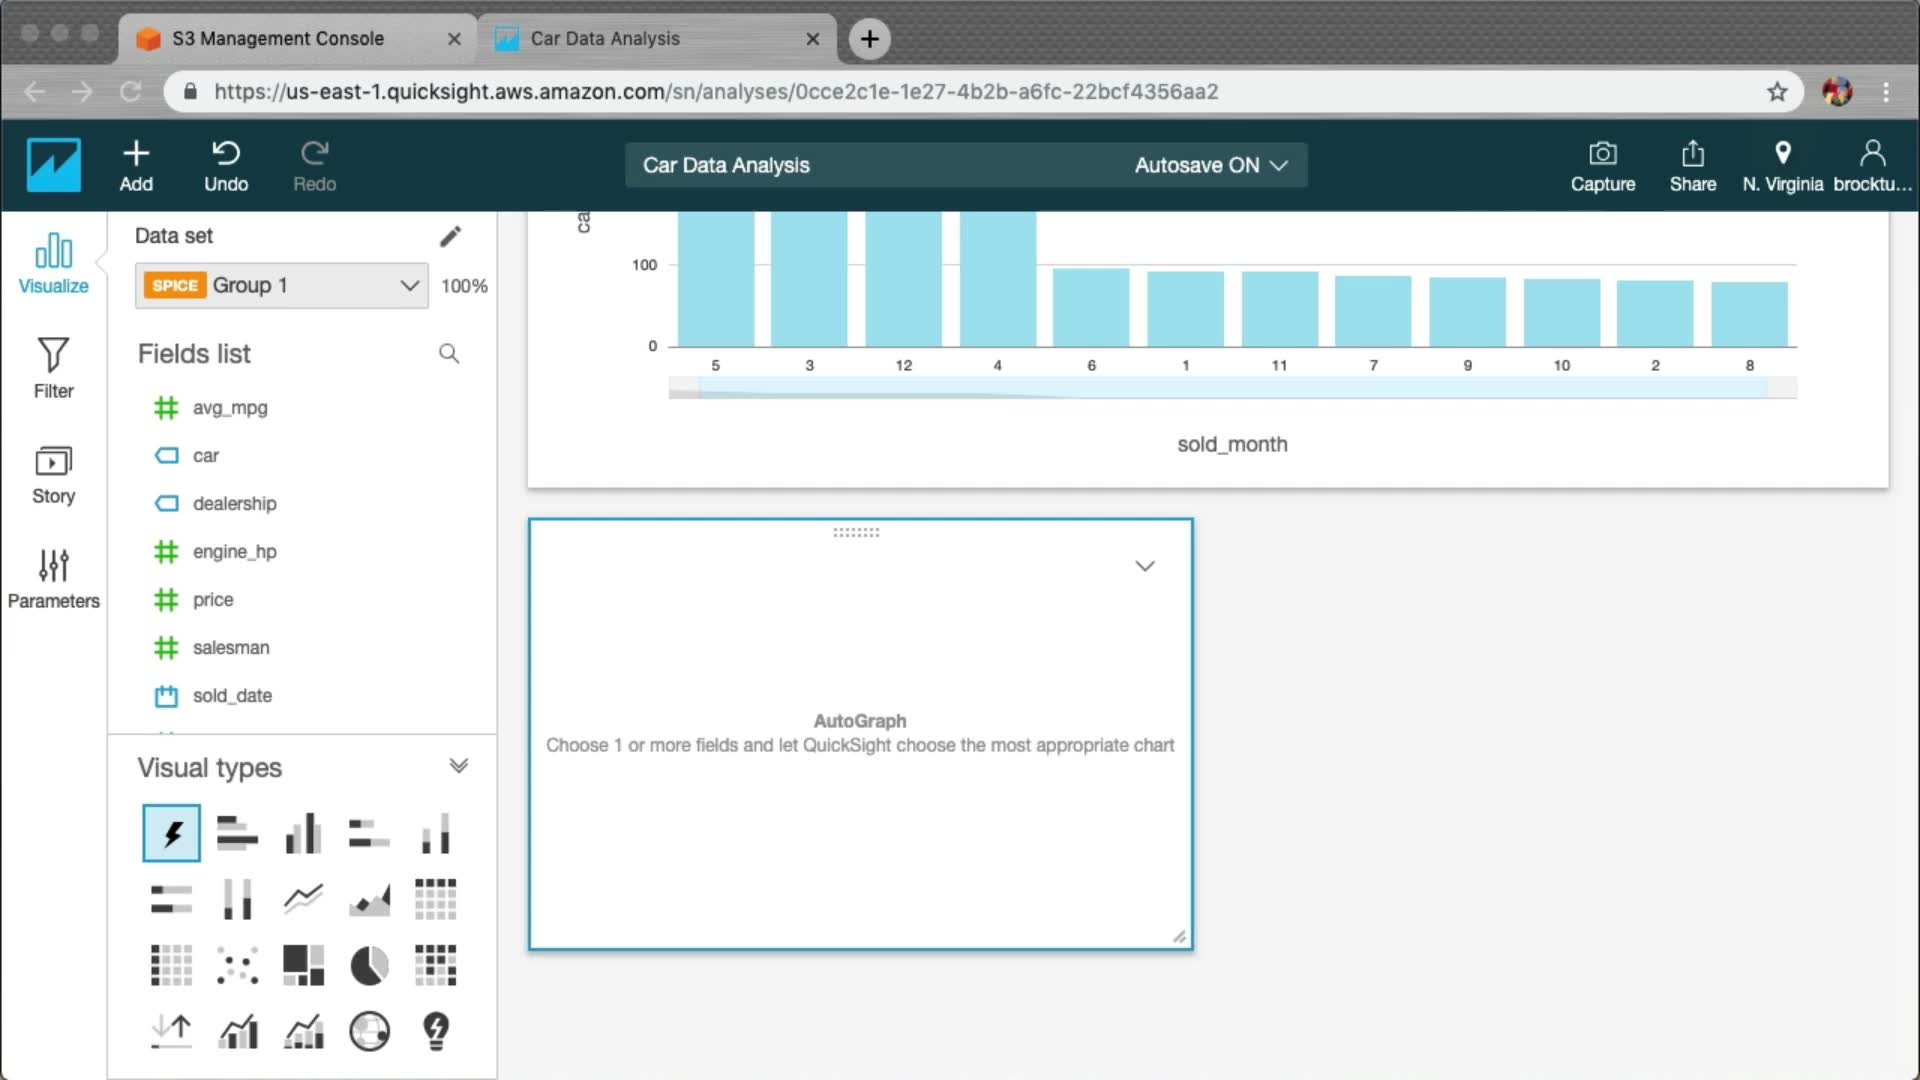 S3 Management Console
Car Data Analysis
https://us-east-1.quicksight.aws.amazon.com/sn/analyses/0cce2c1e-1e27-4b2b-a6fc-22bcf4356aa2
Add
Undo
Redo
Car Data Analysis
Autosave ON
Capture
Share
N. Virginia
brocktu...
Visualize
Filter
Story
Parameters
Data set
SPICE Group 1
100%
Fields list
avg_mpg
car
dealership
engine_hp
price
salesman
sold_date
Visual types
ca
100
0
5 3 12 4 6 1 11 7 9 10 2 8
sold_month
AutoGraph
Choose 1 or more fields and let QuickSight choose the most appropriate chart